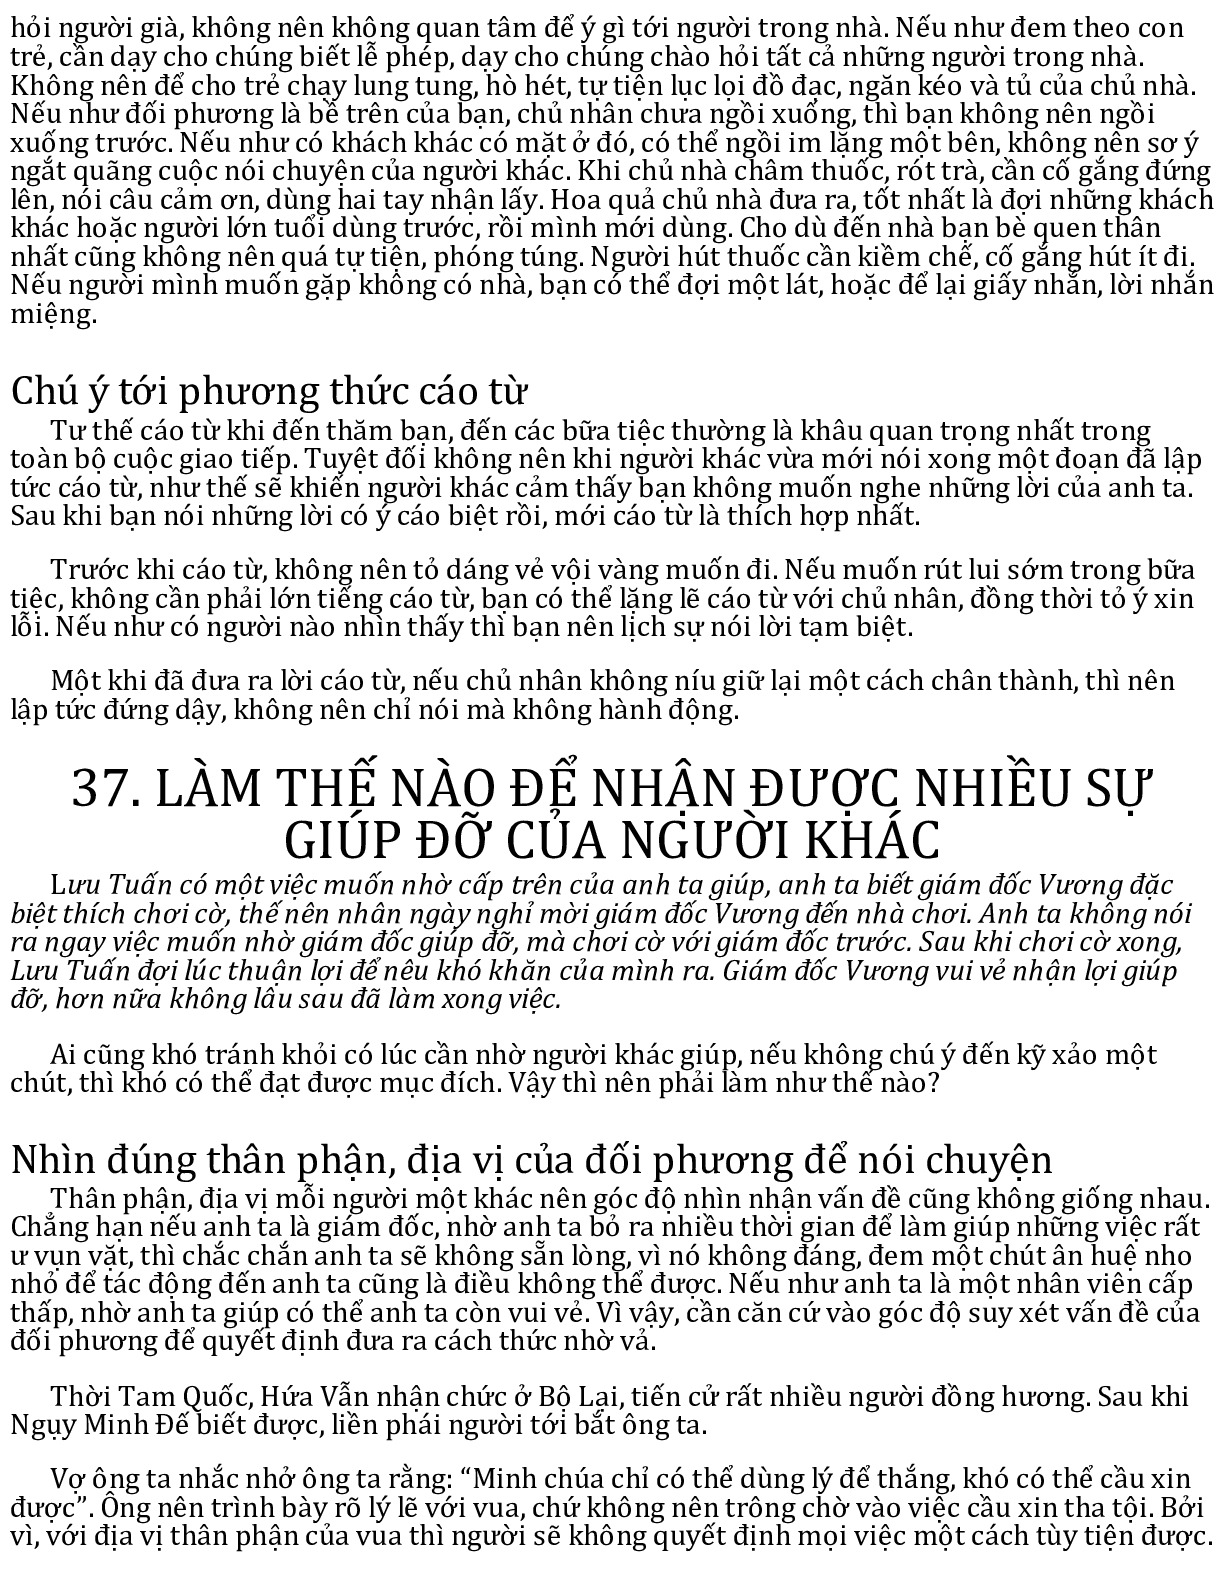 hỏi người già, không nên không quan tâm để ý gì tới người trong nhà. Nếu như đem theo con
trẻ, cần dạy cho chúng biết lễ phép, dạy cho chúng chào hỏi tất cả những người trong nhà.
Không nên để cho trẻ chạy lung tung, hò hét, tự tiện lục lọi đồ đạc, ngăn kéo và tủ của chủ nhà.
Nếu như đối phương là bề trên của bạn, chủ nhân chưa ngồi xuống, thì bạn không nên ngồi
xuống trước. Nếu như có khách khác có mặt ở đó, có thể ngồi im lặng một bên, không nên sơ ý
ngắt quãng cuộc nói chuyện của người khác. Khi chủ nhà châm thuốc, rót trà, cần cố gắng đứng
lên, nói câu cảm ơn, dùng hai tay nhận lấy. Hoa quả chủ nhà đưa ra, tốt nhất là đợi những khách
khác hoặc người lớn tuổi dùng trước, rồi mình mới dùng. Cho dù đến nhà bạn bè quen thân
nhất cũng không nên quá tự tiện, phóng túng. Người hút thuốc cần kiềm chế, cố gắng hút ít đi.
Nếu người mình muốn gặp không có nhà, bạn có thể đợi một lát, hoặc để lại giấy nhắn, lời nhắn
miệng.
Chú ý tới phương thức cáo từ
Tư thế cáo từ khi đến thăm bạn, đến các bữa tiệc thường là khâu quan trọng nhất trong
toàn bộ cuộc giao tiếp. Tuyệt đối không nên khi người khác vừa mới nói xong một đoạn đã lập
tức cáo từ, như thế sẽ khiến người khác cảm thấy bạn không muốn nghe những lời của anh ta.
Sau khi bạn nói những lời có ý cáo biệt rồi, mới cáo từ là thích hợp nhất.
Trước khi cáo từ, không nên tỏ dáng vẻ vội vàng muốn đi. Nếu muốn rút lui sớm trong bữa
tiệc, không cần phải lớn tiếng cáo từ, bạn có thể lặng lẽ cáo từ với chủ nhân, đồng thời tỏ ý xin
lỗi. Nếu như có người nào nhìn thấy thì bạn nên lịch sự nói lời tạm biệt.
Một khi đã đưa ra lời cáo từ, nếu chủ nhân không níu giữ lại một cách chân thành, thì nên
lập tức đứng dậy, không nên chỉ nói mà không hành động.
37. LÀM THẾ NÀO ĐỂ NHẬN ĐƯỢC NHIỀU SỰ
GIÚP ĐỠ CỦA NGƯỜI KHÁC
Lưu Tuấn có một việc muốn nhờ cấp trên của anh ta giúp, anh ta biết giám đốc Vương đặc
biệt thích chơi cờ, thế nên nhân ngày nghỉ mời giám đốc Vương đến nhà chơi. Anh ta không nói
ra ngay việc muốn nhờ giám đốc giúp đỡ, mà chơi cờ với giám đốc trước. Sau khi chơi cờ xong,
Lưu Tuấn đợi lúc thuận lợi để nêu khó khăn của mình ra. Giám đốc Vương vui vẻ nhận lợi giúp
đỡ, hơn nữa không lâu sau đã làm xong việc.
Ai cũng khó tránh khỏi có lúc cần nhờ người khác giúp, nếu không chú ý đến kỹ xảo một
chút, thì khó có thể đạt được mục đích. Vậy thì nên phải làm như thế nào?
Nhìn đúng thân phận, địa vị của đối phương để nói chuyện
Thân phận, địa vị mỗi người một khác nên góc độ nhìn nhận vấn đề cũng không giống nhau.
Chẳng hạn nếu anh ta là giám đốc, nhờ anh ta bỏ ra nhiều thời gian để làm giúp những việc rất
ư vụn vặt, thì chắc chắn anh ta sẽ không sẵn lòng, vì nó không đáng, đem một chút ân huệ nho
nhỏ để tác động đến anh ta cũng là điều không thể được. Nếu như anh ta là một nhân viên cấp
thấp, nhờ anh ta giúp có thể anh ta còn vui vẻ. Vì vậy, cần căn cứ vào góc độ suy xét vấn đề của
đối phương để quyết định đưa ra cách thức nhờ vả.
Thời Tam Quốc, Hứa Vẫn nhận chức ở Bộ Lại, tiến cử rất nhiều người đồng hương. Sau khi
Ngụy Minh Đế biết được, liền phái người tới bắt ông ta.
Vợ ông ta nhắc nhở ông ta rằng: “Minh chúa chỉ có thể dùng lý để thắng, khó có thể cầu xin
được”. Ông nên trình bày rõ lý lẽ với vua, chứ không nên trông chờ vào việc cầu xin tha tội. Bởi
vì, với địa vị thân phận của vua thì người sẽ không quyết định mọi việc một cách tùy tiện được.